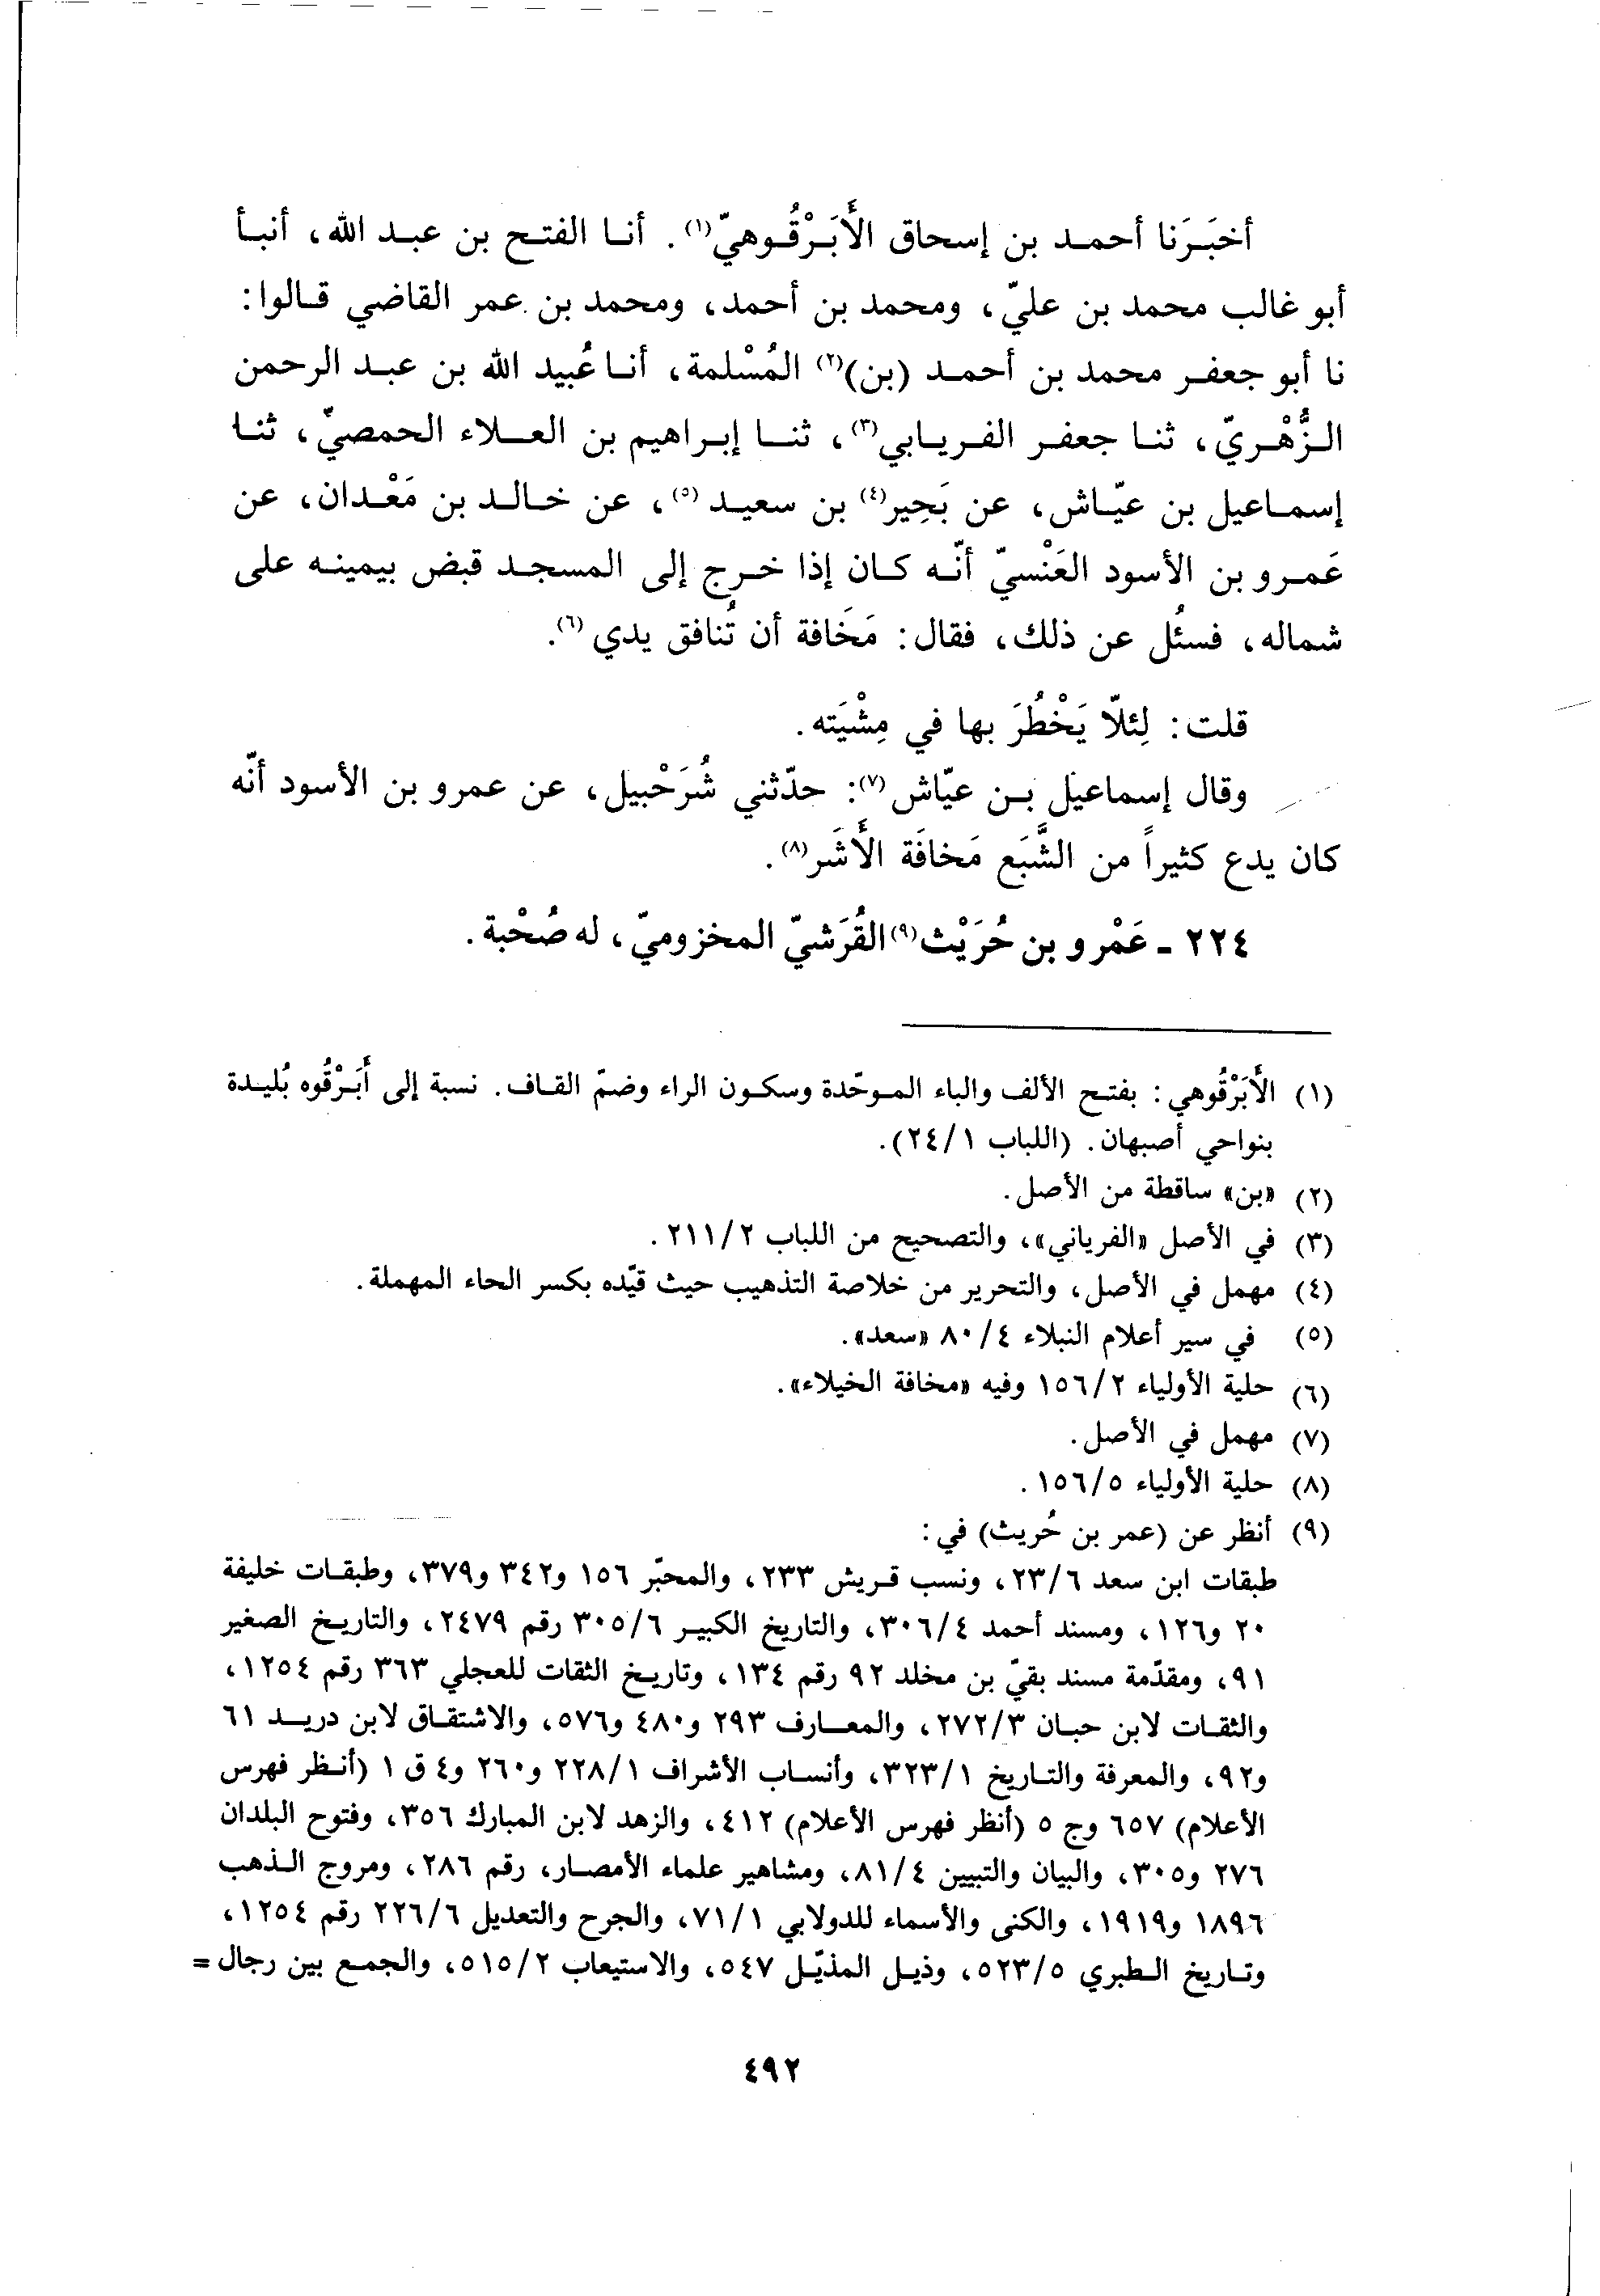 أخبَرَنا أحمد بن إسحاق الأَبَرْقُوهيّ(١). أنا الفتح بن عبد الله، أنبأ
أبو غالب محمد بن عليّ، ومحمد بن أحمد، ومحمد بن عمر القاضي قالوا:
نا أبو جعفر محمد بن أحمد (بن)(٢) المُسْلمة، أنا عُبيد الله بن عبد الرحمن
الزُّهْريّ، ثنا جعفر الفريابي(٣)، ثنا إبراهيم بن العلاء الحمصيّ، ثنا
إسماعيل بن عيّاش، عن بَحِير(٤) بن سعيد(٥)، عن خالد بن مَعْدان، عن
عَمرو بن الأسود العَنْسيّ أنّه كان إذا خرج إلى المسجد قبض بيمينه على
شماله، فسئُل عن ذلك، فقال: مَخَافة أن تُنافق يدي(٦).
قلت: لِئلّا يَخْطُرَ بها في مِشْيَته.
وقال إسماعيل بن عيّاش(٧): حدّثني شُرَحْبيل، عن عمرو بن الأسود أنّه
كان يدع كثيراً من الشَّبَع مَخافَة الأَشَر(٨).
٢٢٤ - عَمْرو بن حُرَيْث(٩) القُرَشيّ المخزوميّ، له صُحْبة.
(١) الأَبَرْقُوهي: بفتح الألف والباء الموحّدة وسكون الراء وضمّ القاف. نسبة إلى أَبَرْقُوه بُليدة
بنواحي أصبهان. (اللباب ٢٤/١).
(٢) «بن» ساقطة من الأصل.
(٣) في الأصل «الفرياني»، والتصحيح من اللباب ٢١١/٢.
(٤) مهمل في الأصل، والتحرير من خلاصة التذهيب حيث قيّده بكسر الحاء المهملة.
(٥) في سير أعلام النبلاء ٨٠/٤ «سعد».
(٦) حلية الأولياء ١٥٦/٢ وفيه «مخافة الخيلاء».
(٧) مهمل في الأصل.
(٨) حلية الأولياء ١٥٦/٥.
(٩) أنظر عن (عمر بن حُريث) في:
طبقات ابن سعد ٢٣/٦، ونسب قريش ٢٣٣، والمحبّر ١٥٦ و٣٤٢ و٣٧٩، وطبقات خليفة
٢٠ و١٢٦، ومسند أحمد ٣٠٦/٤، والتاريخ الكبير ٣٠٥/٦ رقم ٢٤٧٩، والتاريخ الصغير
٩١، ومقدّمة مسند بقيّ بن مخلد ٩٢ رقم ١٣٤، وتاريخ الثقات للعجلي ٣٦٣ رقم ١٢٥٤،
والثقات لابن حبان ٢٧٢/٣، والمعارف ٢٩٣ و٤٨٠ و٥٧٦، والاشتقاق لابن دريد ٦١
و٩٢، والمعرفة والتاريخ ٣٢٣/١، وأنساب الأشراف ٢٢٨/١ و٢٦٠ و٤ ق ١ (أنظر فهرس
الأعلام) ٦٥٧ وج ٥ (أنظر فهرس الأعلام) ٤١٢، والزهد لابن المبارك ٣٥٦، وفتوح البلدان
٢٧٦ و٣٠٥، والبيان والتبيين ٨١/٤، ومشاهير علماء الأمصار، رقم ٢٨٦، ومروج الذهب
١٨٩٦ و١٩١٩، والكنى والأسماء للدولابي ٧١/١، والجرح والتعديل ٢٢٦/٦ رقم ١٢٥٤،
وتاريخ الطبري ٥٢٣/٥، وذيل المذيّل ٥٤٧، والاستيعاب ٥١٥/٢، والجمع بين رجال =
٤٩٢